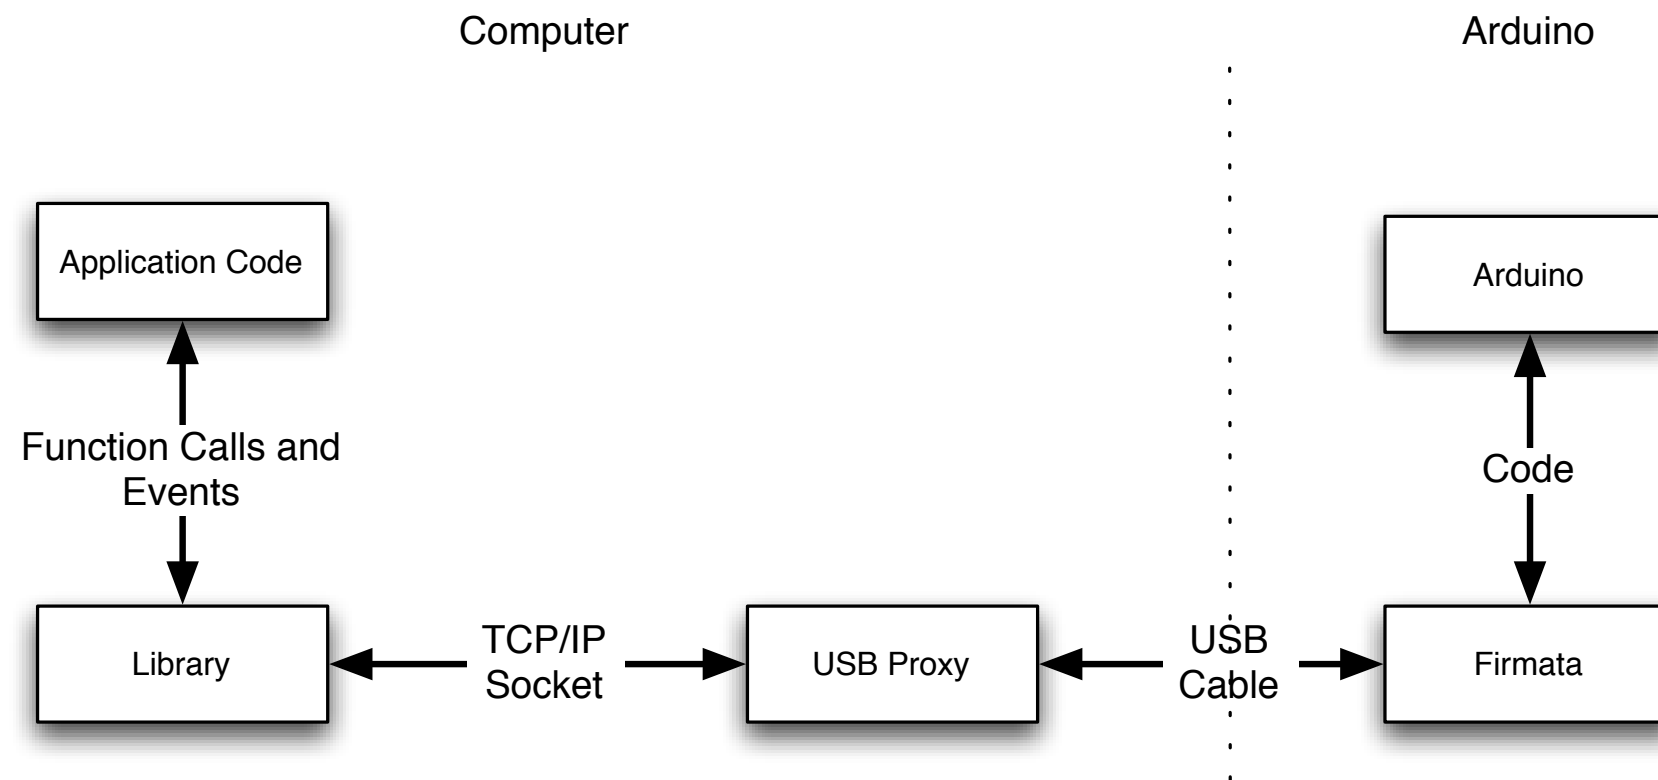 Computer
Arduino
Application Code
Arduino
Function Calls and
Events
Code
Library
TCP/IP
Socket
USB Proxy
USB
Cable
Firmata